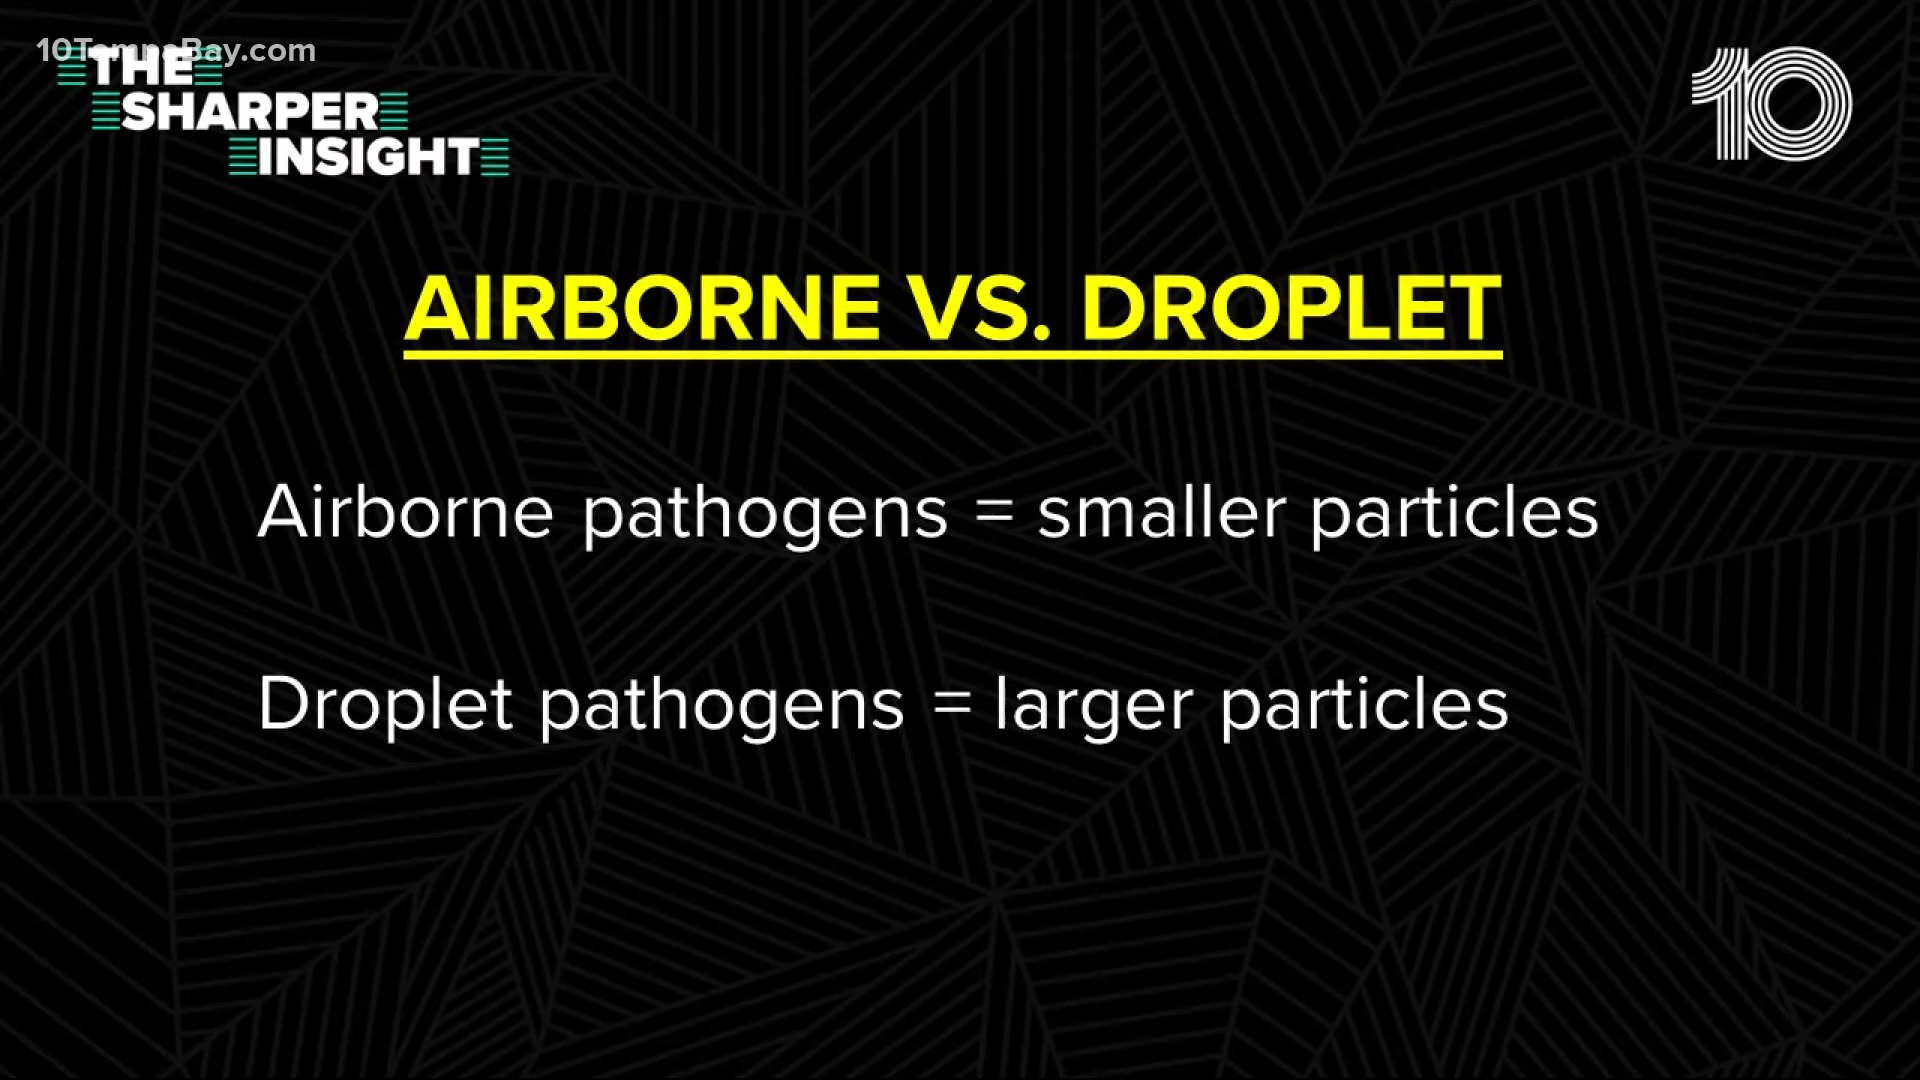 10TampaBay.com
THE
SHARPER
INSIGHT
10
AIRBORNE VS. DROPLET
Airborne pathogens = smaller particles
Droplet pathogens = larger particles